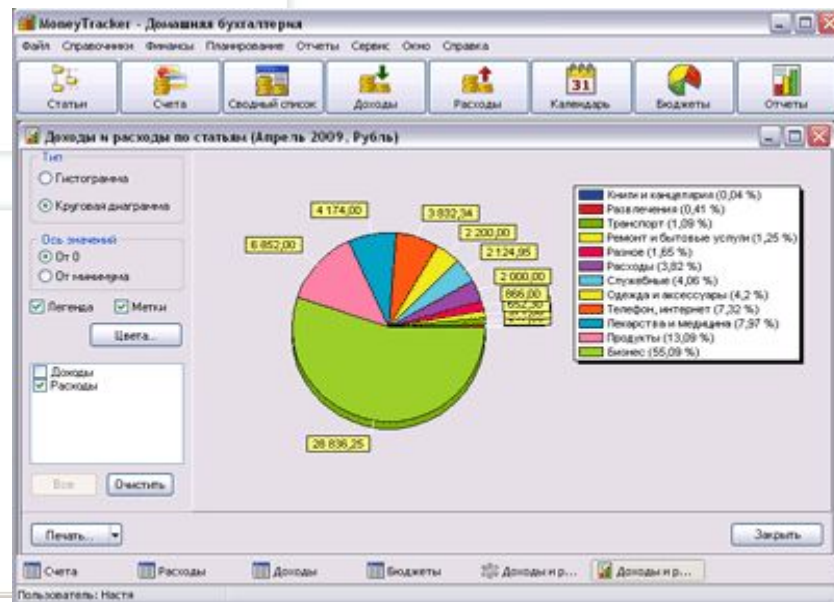 MoneyTracker - Домашняя бухгалтерия
Файл Справочники Финансы Планирование Отчеты Сервис Окно Справка
31
Статьи Счета Сводный список Доходы Расходы Календарь Бюджеты Отчеты
Доходы и расходы по статьям (Апрель 2009, Рубль)
Тип
Гистограмма
Круговая диаграмма
Ось значений
От 0
От минимума
Легенда Метки
Цвета...
Доходы
Расходы
Все Очистить
4 174,00
3 832,34
2 200,00
6 852,00
2 124,95
2 000,00
866,00
28 836,25
Книги и канцелярия (0,04 %)
Развлечения (0,41 %)
Транспорт (1,09 %)
Ремонт и бытовые услуги (1,25 %)
Разное (1,65 %)
Расходы (3,82 %)
Служебные (4,06 %)
Одежда и аксессуары (4,2 %)
Телефон, интернет (7,32 %)
Лекарства и медицина (7,97 %)
Продукты (13,09 %)
Бизнес (55,09 %)
Печать... Закрыть
Счета Расходы Доходы Бюджеты Доходы и р... Доходы и р...
Пользователь: Настя